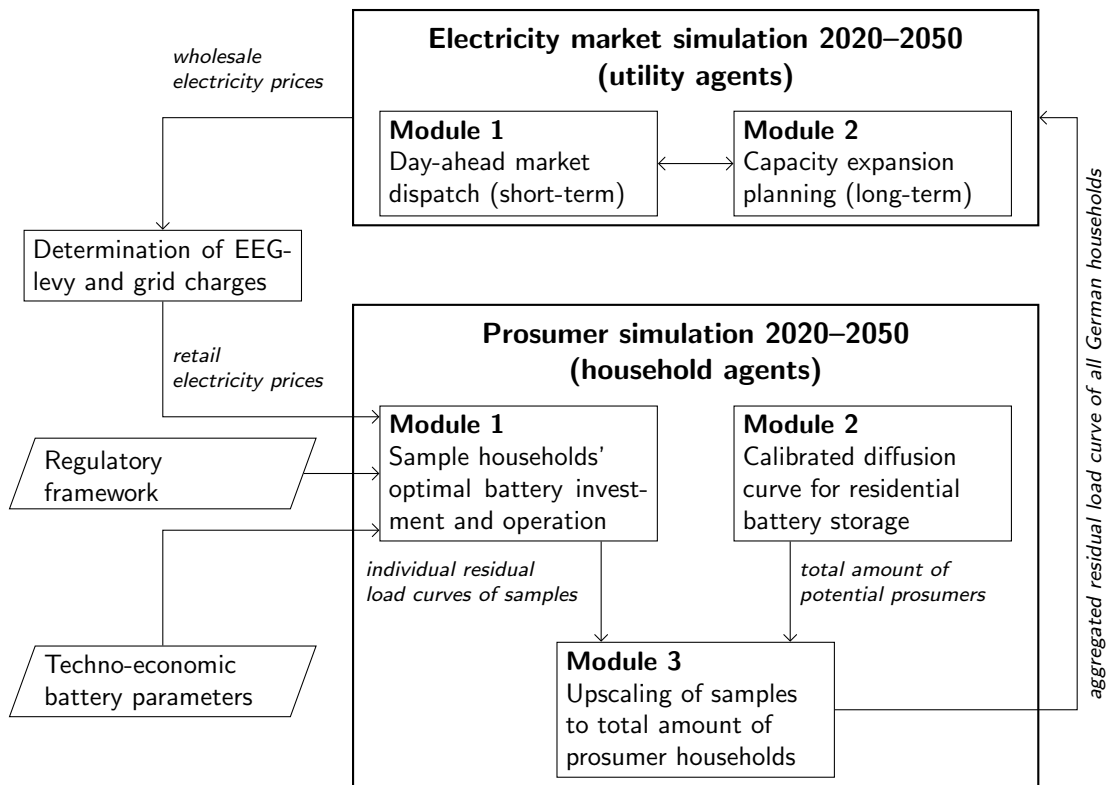 Electricity market simulation 2020–2050
(utility agents)
wholesale
electricity prices
Module 1
Day-ahead market
dispatch (short-term)
Module 2
Capacity expansion
planning (long-term)
Determination of EEG-
levy and grid charges
retail
electricity prices
Prosumer simulation 2020–2050
(household agents)
Regulatory
framework
Techno-economic
battery parameters
Module 1
Sample households’
optimal battery invest-
ment and operation
Module 2
Calibrated diffusion
curve for residential
battery storage
individual residual
load curves of samples
total amount of
potential prosumers
Module 3
Upscaling of samples
to total amount of
prosumer households
aggregated residual load curve of all German households